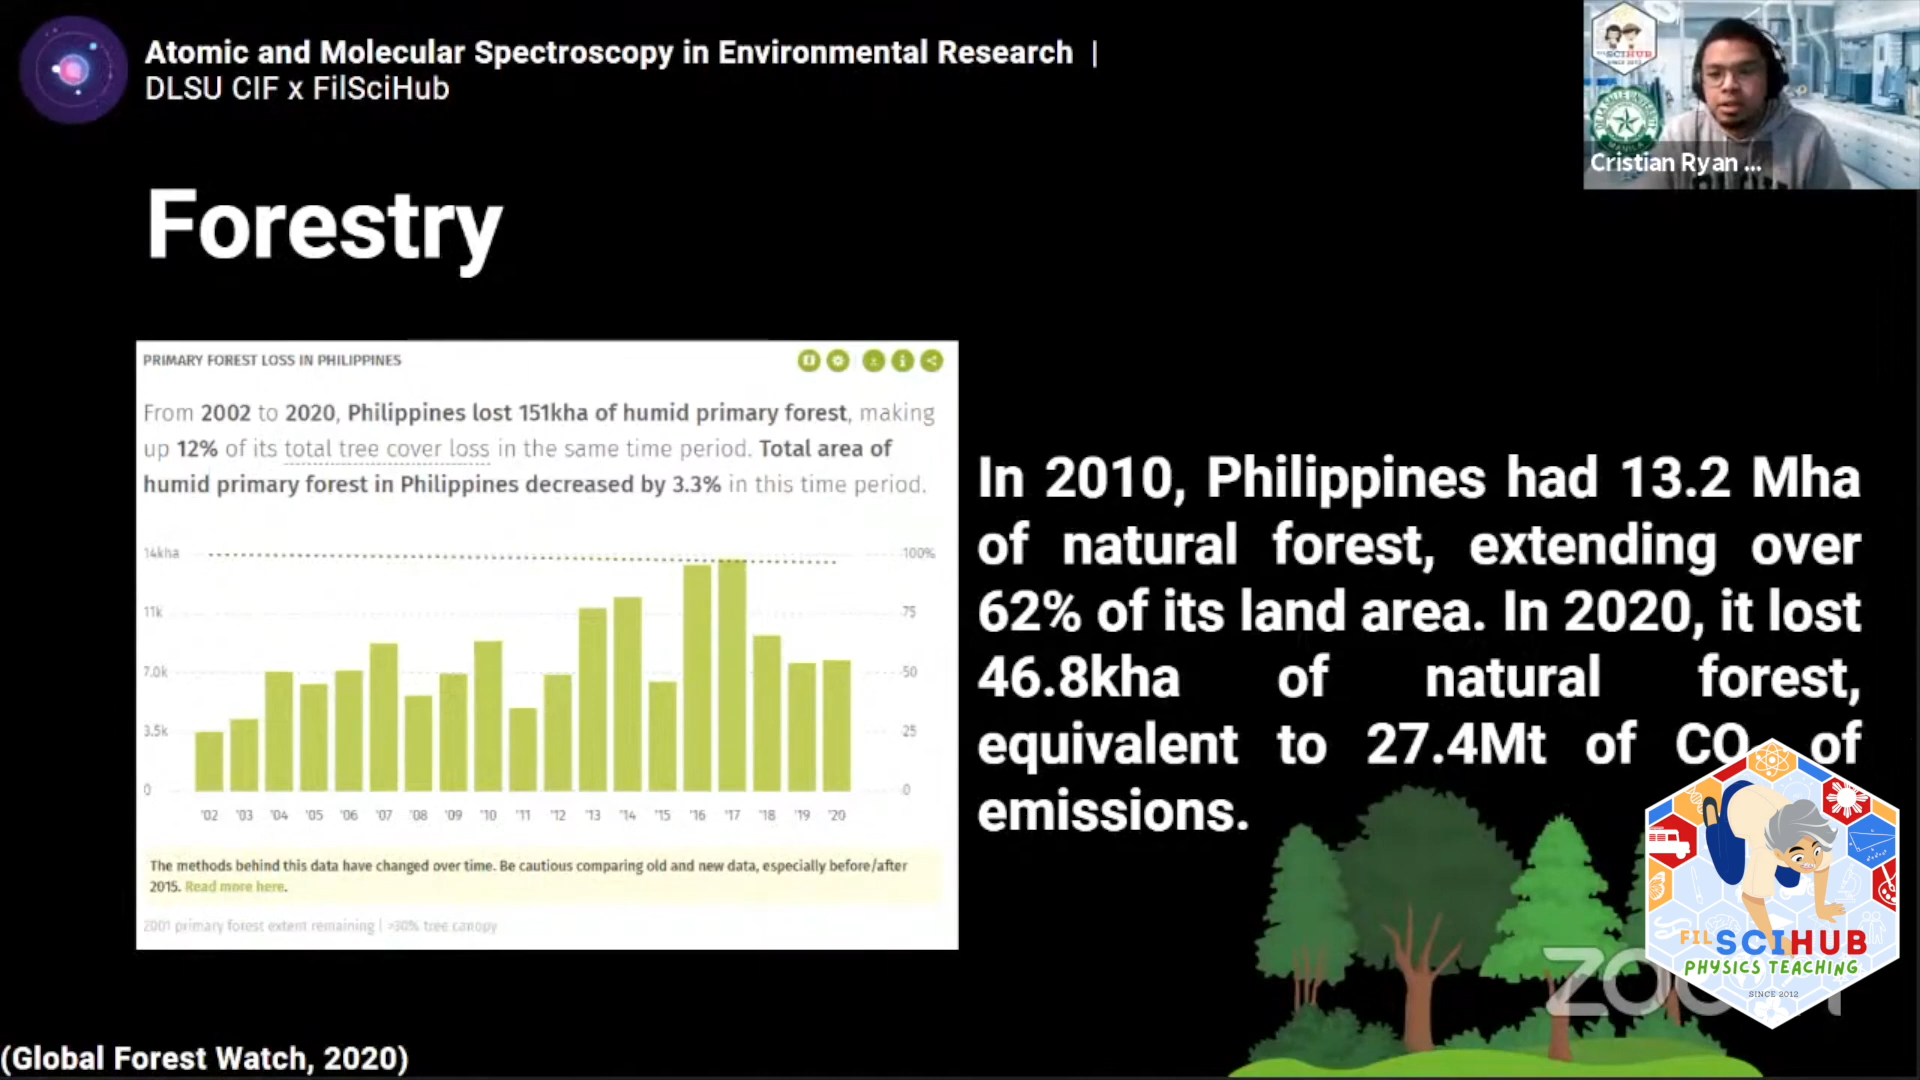 Atomic and Molecular Spectroscopy in Environmental Research |
DLSU CIF x FilSciHub
SCIHUB
SINCE 2012
DE LA SALLE UNIVERSITY
MANILA
Cristian Ryan ...
Forestry
PRIMARY FOREST LOSS IN PHILIPPINES
From 2002 to 2020, Philippines lost 151kha of humid primary forest, making
up 12% of its total tree cover loss in the same time period. Total area of
humid primary forest in Philippines decreased by 3.3% in this time period.
14kha 100%
11k 75
7.0k 50
3.5k 25
0 0
'02 '03 '04 '05 '06 '07 '08 '09 '10 '11 '12 '13 '14 '15 '16 '17 '18 '19 '20
The methods behind this data have changed over time. Be cautious comparing old and new data, especially before/after
2015. Read more here.
2001 primary forest extent remaining | >30% tree canopy
In 2010, Philippines had 13.2 Mha
of natural forest, extending over
62% of its land area. In 2020, it lost
46.8kha of natural forest,
equivalent to 27.4Mt of CO of
emissions.
FILSCIHUB
PHYSICS TEACHING
SINCE 2012
(Global Forest Watch, 2020)